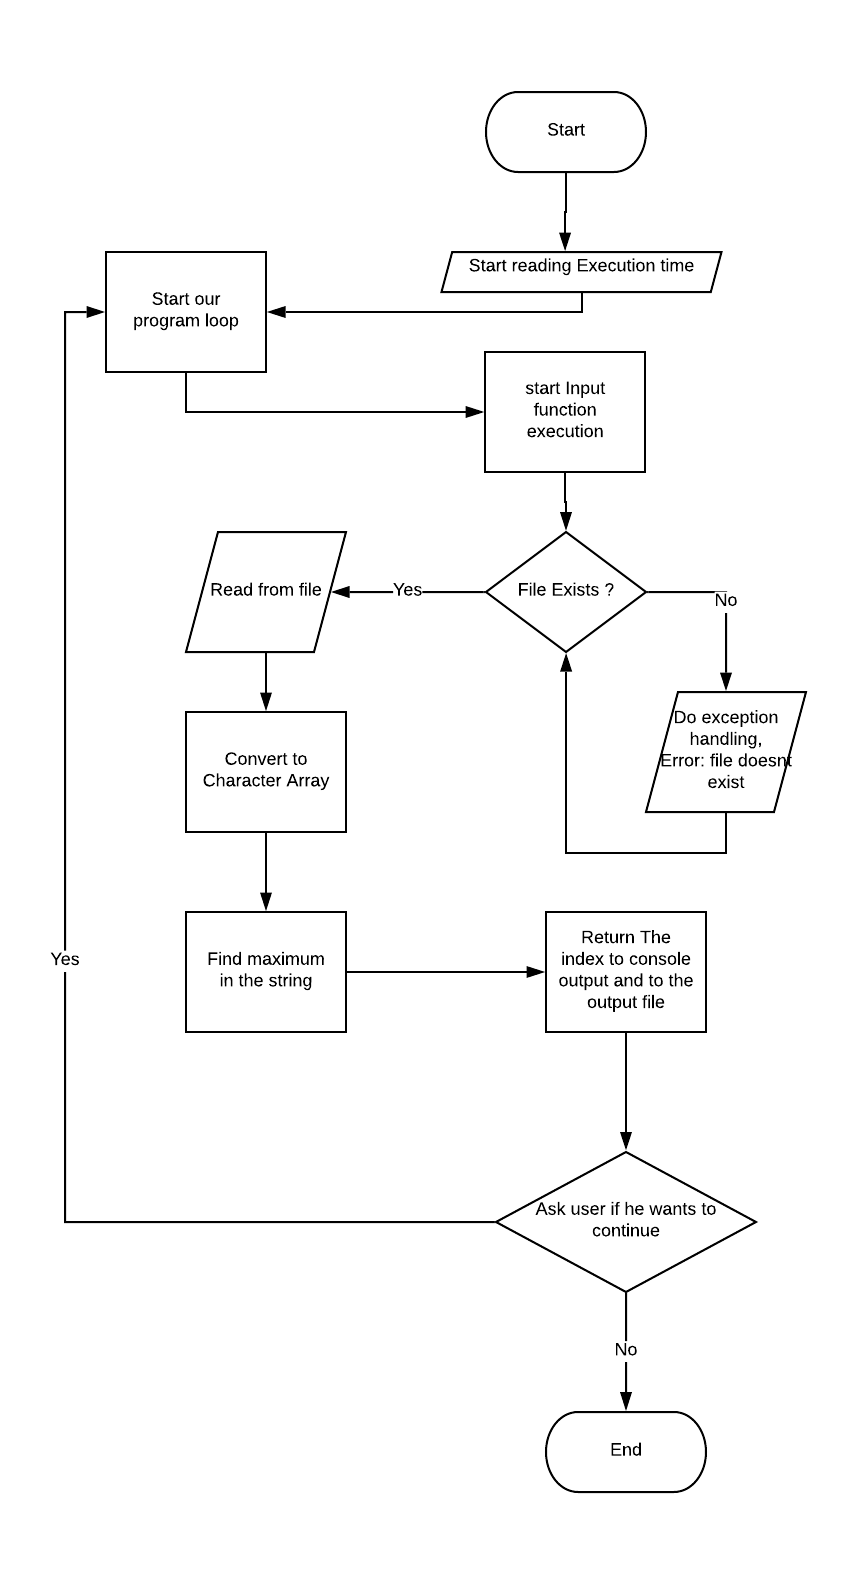 Start
Start reading Execution time
Start our
program loop
start Input
function
execution
File Exists ?
Yes
Read from file
No
Do exception
handling,
Error: file doesnt
exist
Convert to
Character Array
Find maximum
in the string
Return The
index to console
output and to the
output file
Yes
Ask user if he wants to
continue
No
End